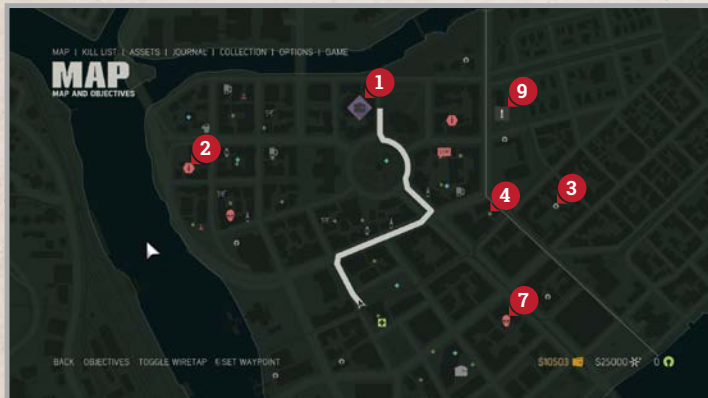 MAP | KILL LIST | ASSETS | JOURNAL | COLLECTION | OPTIONS | GAME
MAP
MAP AND OBJECTIVES
1
9
2
4
3
7
BACK OBJECTIVES TOGGLE WIRETAP SET WAYPOINT
$10503 $25000 0